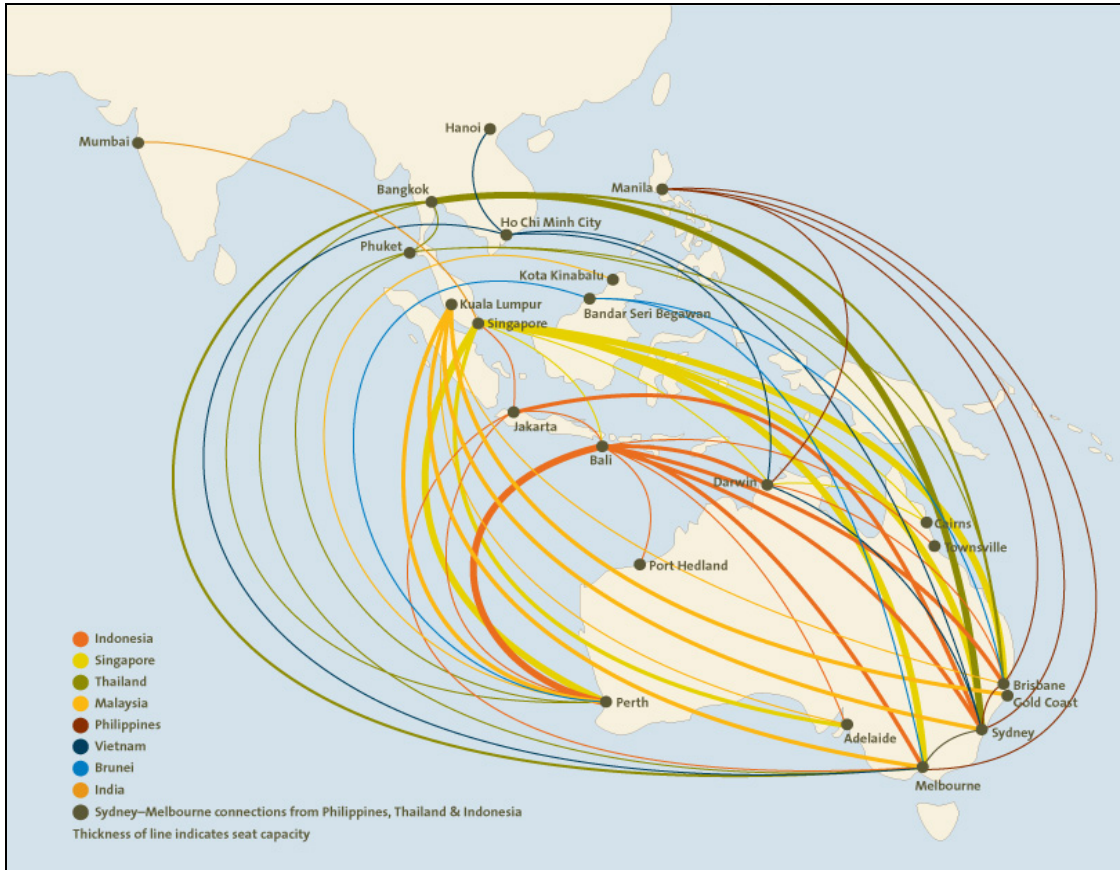 Hanoi
Mumbai
Bangkok
Manila
Ho Chi Minh City
Phuket
Kota Kinabalu
Kuala Lumpur
Bandar Seri Begawan
Singapore
Jakarta
Bali
Darwin
Cairns
Townsville
Port Hedland
Indonesia
Singapore
Thailand
Malaysia
Philippines
Vietnam
Brunei
India
Sydney–Melbourne connections from Philippines, Thailand & Indonesia
Thickness of line indicates seat capacity
Perth
Brisbane
Gold Coast
Sydney
Adelaide
Melbourne